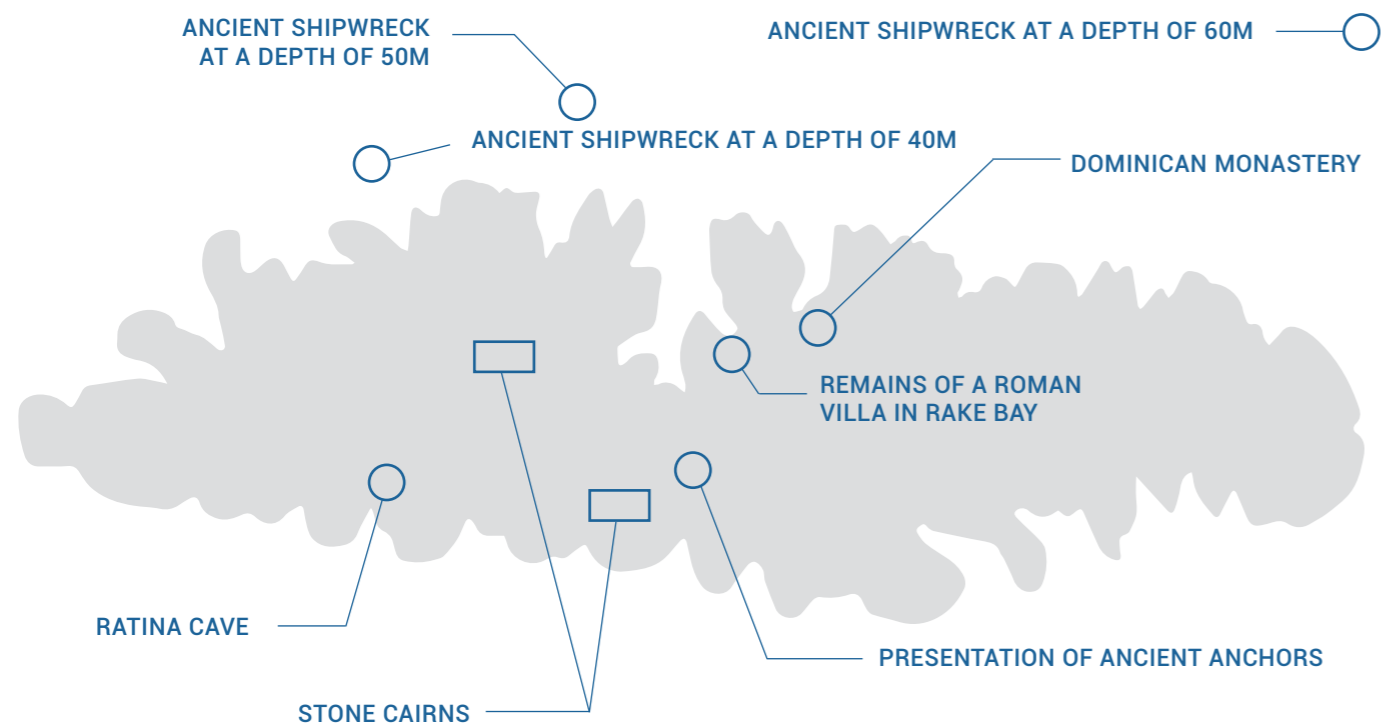 ANCIENT SHIPWRECK
AT A DEPTH OF 50M
ANCIENT SHIPWRECK AT A DEPTH OF 60M
ANCIENT SHIPWRECK AT A DEPTH OF 40M
DOMINICAN MONASTERY
REMAINS OF A ROMAN
VILLA IN RAKE BAY
RATINA CAVE
PRESENTATION OF ANCIENT ANCHORS
STONE CAIRNS